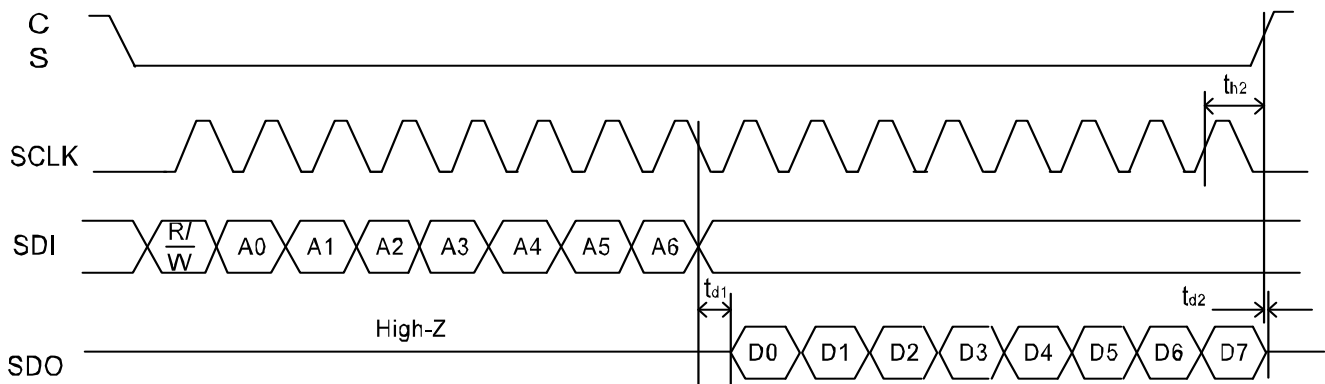 C
S
th2
SCLK
SDI
R/
W
A0 A1 A2 A3 A4 A5 A6
td1
td2
High-Z
D0 D1 D2 D3 D4 D5 D6 D7
SDO